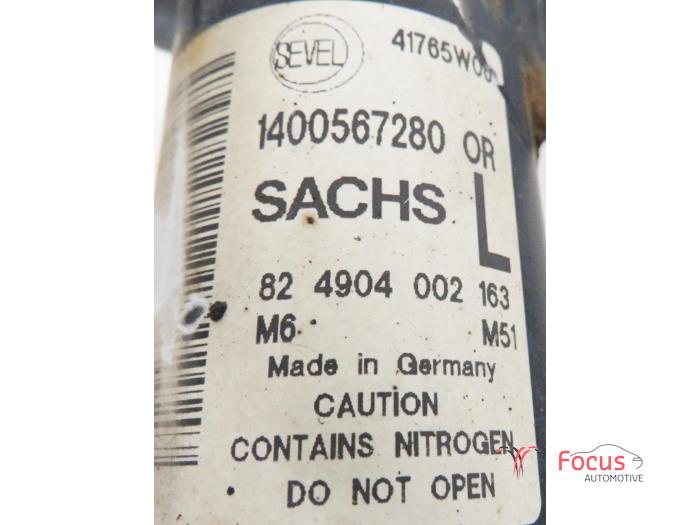 SEVEL
1400567280 OR
SACHS L
82 4904 002 163
M6 M51
Made in Germany
CAUTION
CONTAINS NITROGEN
DO NOT OPEN
Focus
AUTOMOTIVE